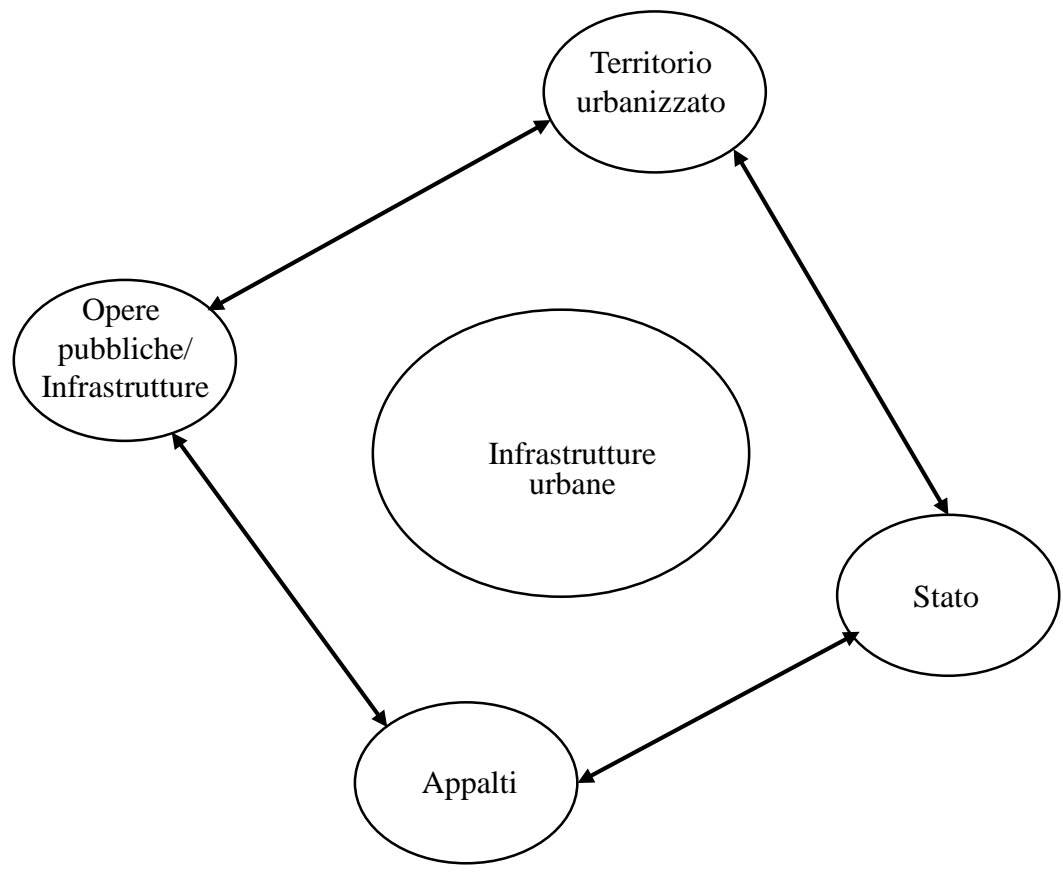 Territorio
urbanizzato
Opere
pubbliche/
Infrastrutture
Infrastrutture
urbane
Stato
Appalti